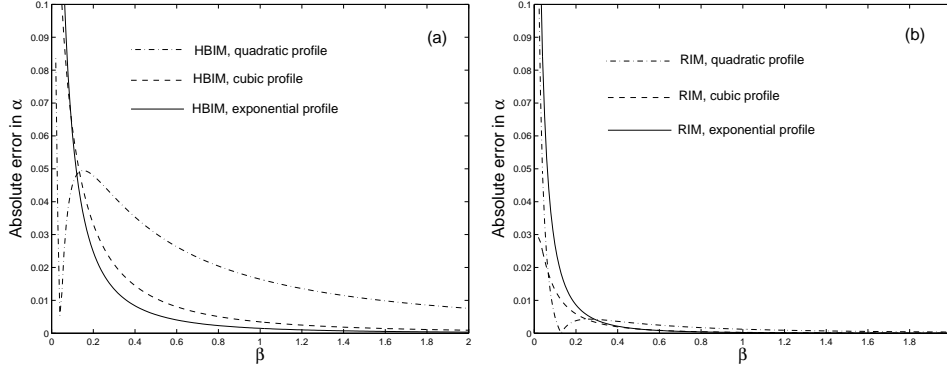 (a)
HBIM, quadratic profile
HBIM, cubic profile
HBIM, exponential profile
Absolute error in α
0.1
0.09
0.08
0.07
0.06
0.05
0.04
0.03
0.02
0.01
0
0 0.2 0.4 0.6 0.8 1.0 1.2 1.4 1.6 1.8 2
β
(b)
RIM, quadratic profile
RIM, cubic profile
RIM, exponential profile
Absolute error in α
0.1
0.09
0.08
0.07
0.06
0.05
0.04
0.03
0.02
0.01
0
0 0.2 0.4 0.6 0.8 1.0 1.2 1.4 1.6 1.8
β